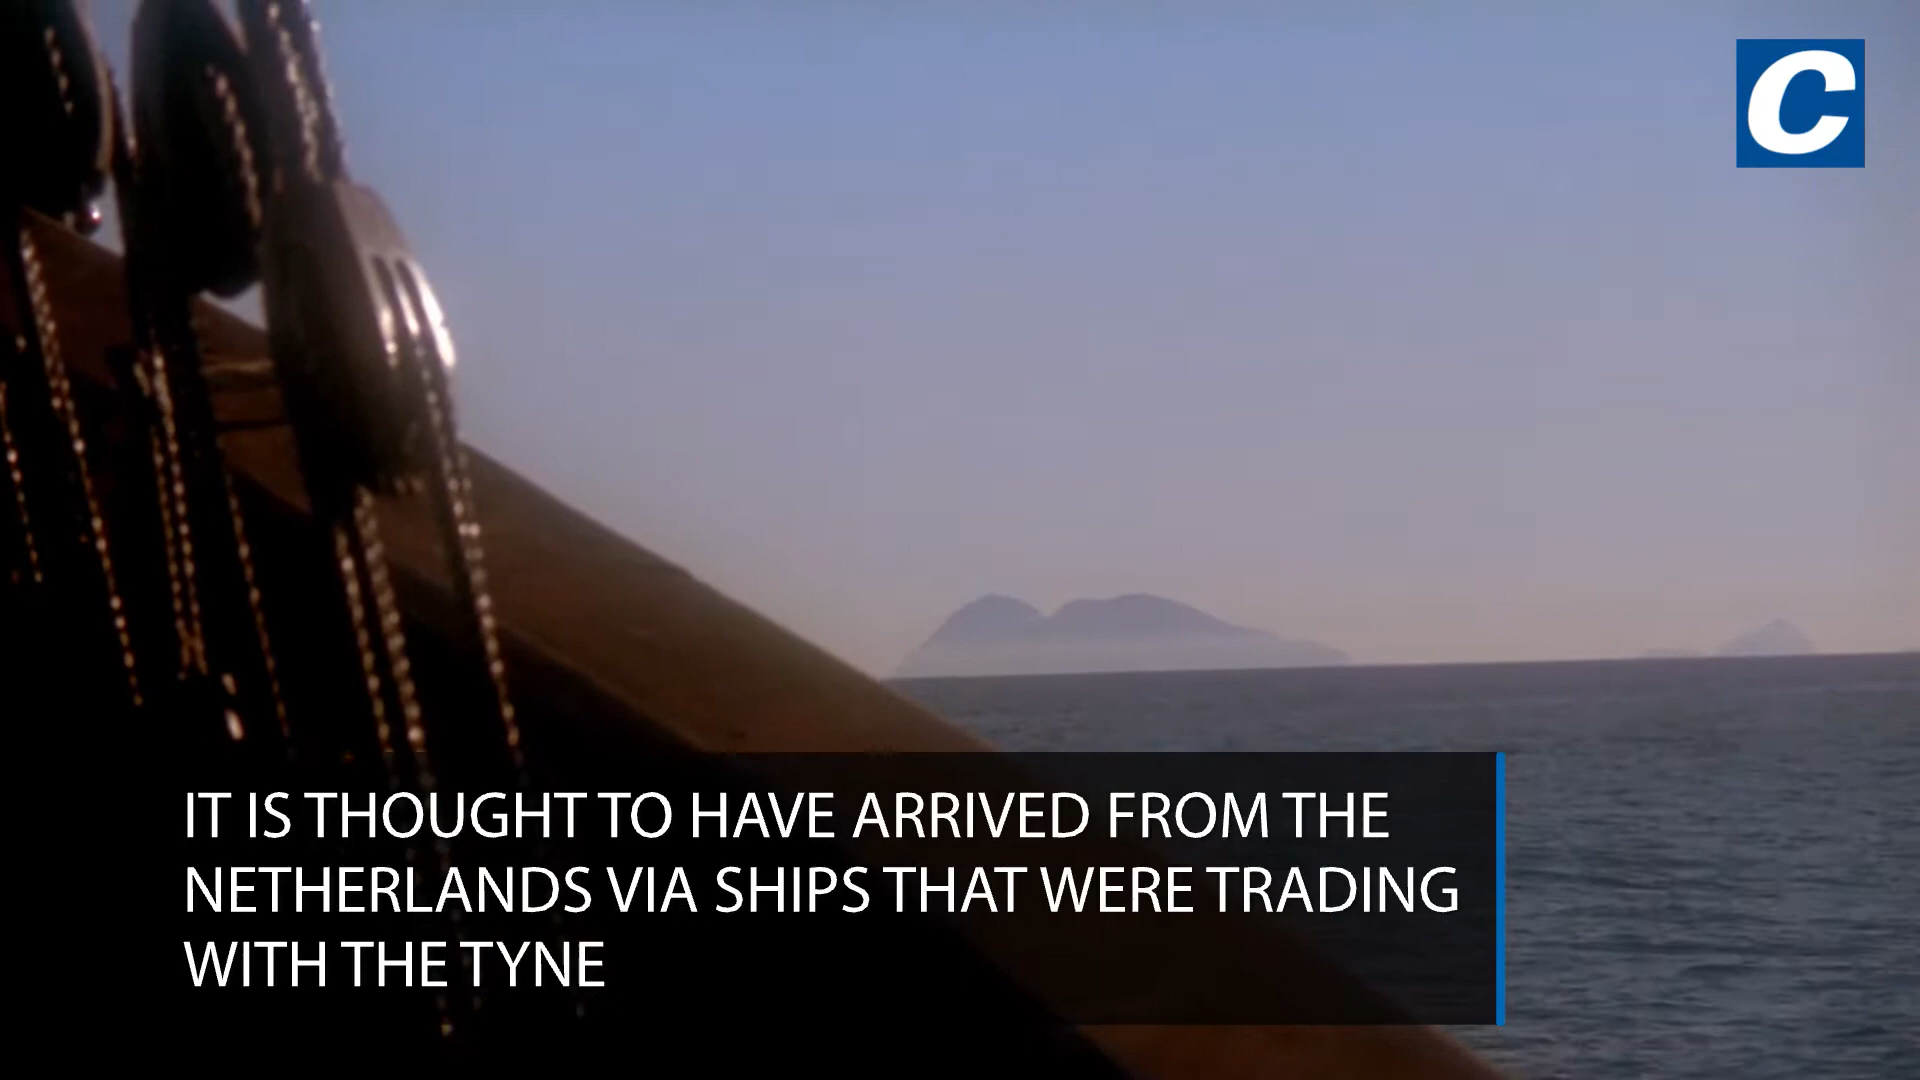 C
IT IS THOUGHT TO HAVE ARRIVED FROM THE
NETHERLANDS VIA SHIPS THAT WERE TRADING
WITH THE TYNE